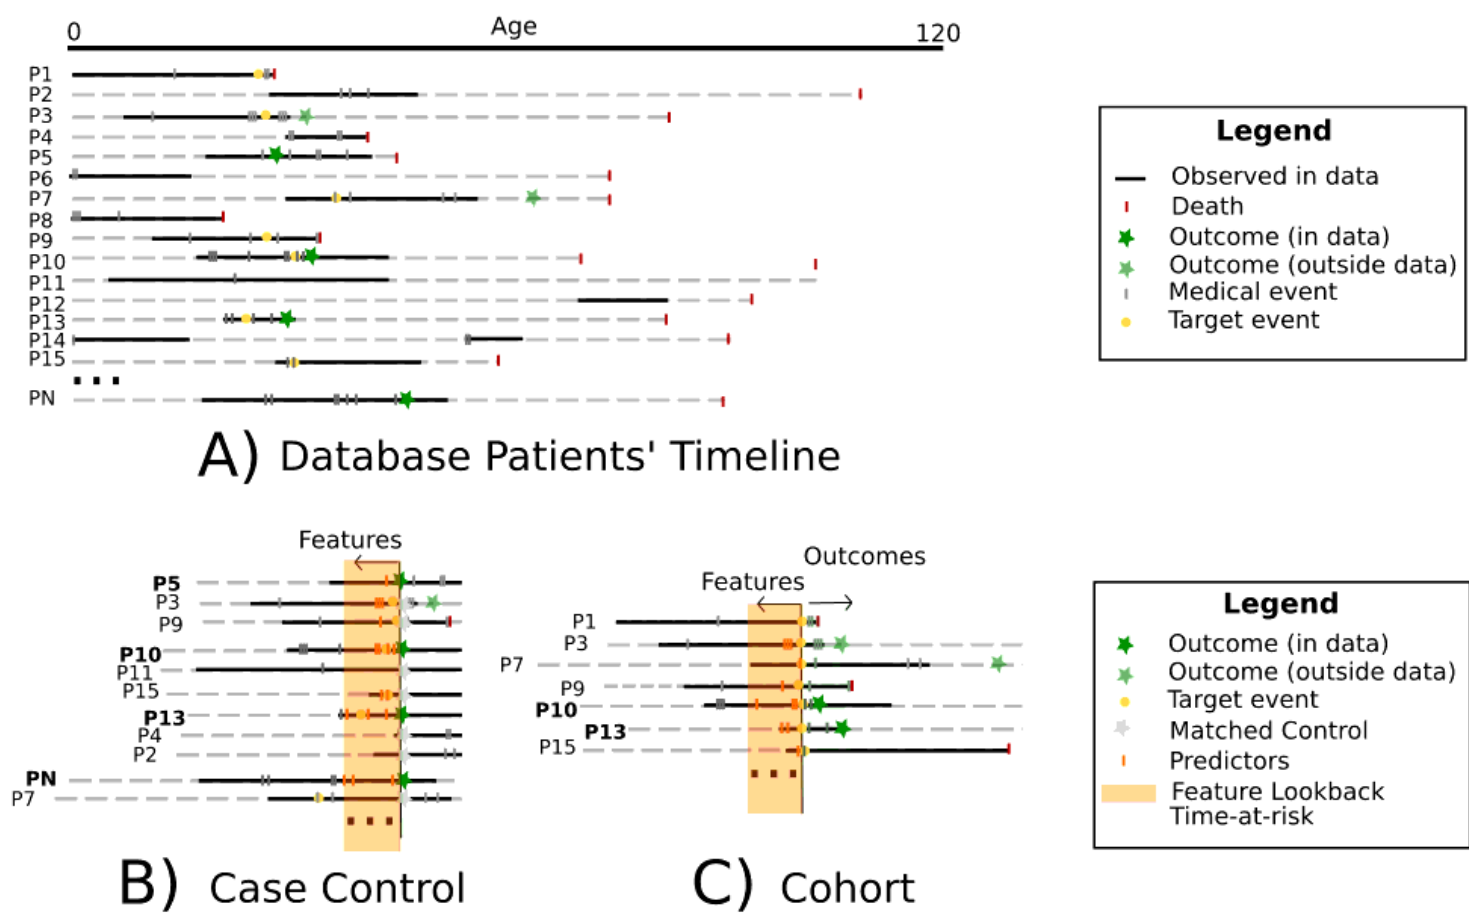 0 Age 120
P1
P2
P3
P4
P5
P6
P7
P8
P9
P10
P11
P12
P13
P14
P15
PN
A) Database Patients' Timeline
Legend
Observed in data
Death
Outcome (in data)
Outcome (outside data)
Medical event
Target event
Features
P5
P3
P9
P10
P11
P15
P13
P4
P2
PN
P7
B) Case Control
Outcomes
Features
P1
P3
P7
P9
P10
P13
P15
C) Cohort
Legend
Outcome (in data)
Outcome (outside data)
Target event
Matched Control
Predictors
Feature Lookback
Time-at-risk